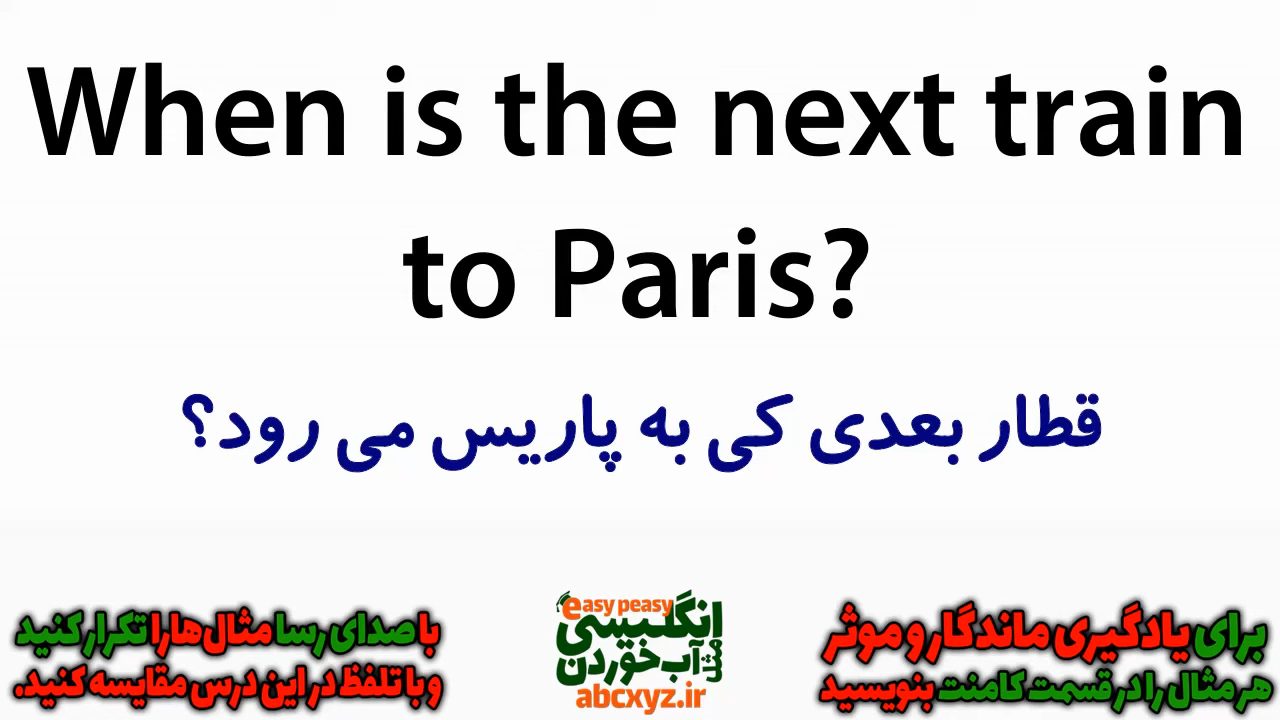 When is the next train
to Paris?
قطار بعدی کی به پاریس می رود؟
برای یادگیری ماندگار و موثر
هر مثال را در قسمت کامنت بنویسید
easy peasy
انگلیسی
مثل آب خوردن
abcxyz.ir
با صدای رسا مثال ها را تکرار کنید
و با تلفظ در این درس مقایسه کنید.